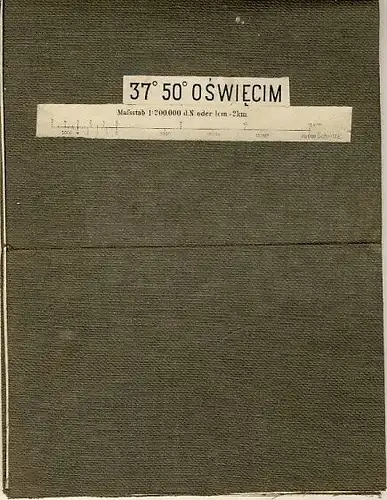 37° 50° OŚWIĘCIM
Maßstab 1:200.000 d.N oder 1cm=2km